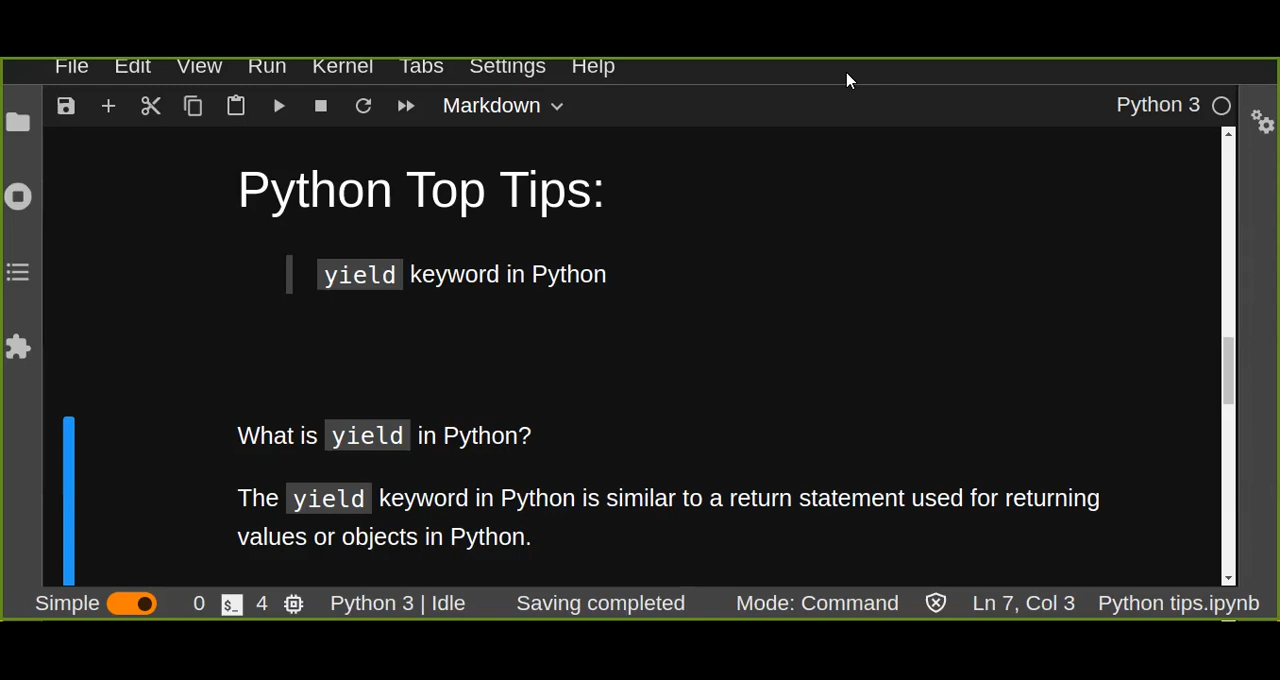 File Edit View Run Kernel Tabs Settings Help
Markdown Python 3
Python Top Tips:
yield keyword in Python
What is yield in Python?
The yield keyword in Python is similar to a return statement used for returning
values or objects in Python.
Simple 0 $_ 4 Python 3 | Idle Saving completed Mode: Command Ln 7, Col 3 Python tips.ipynb